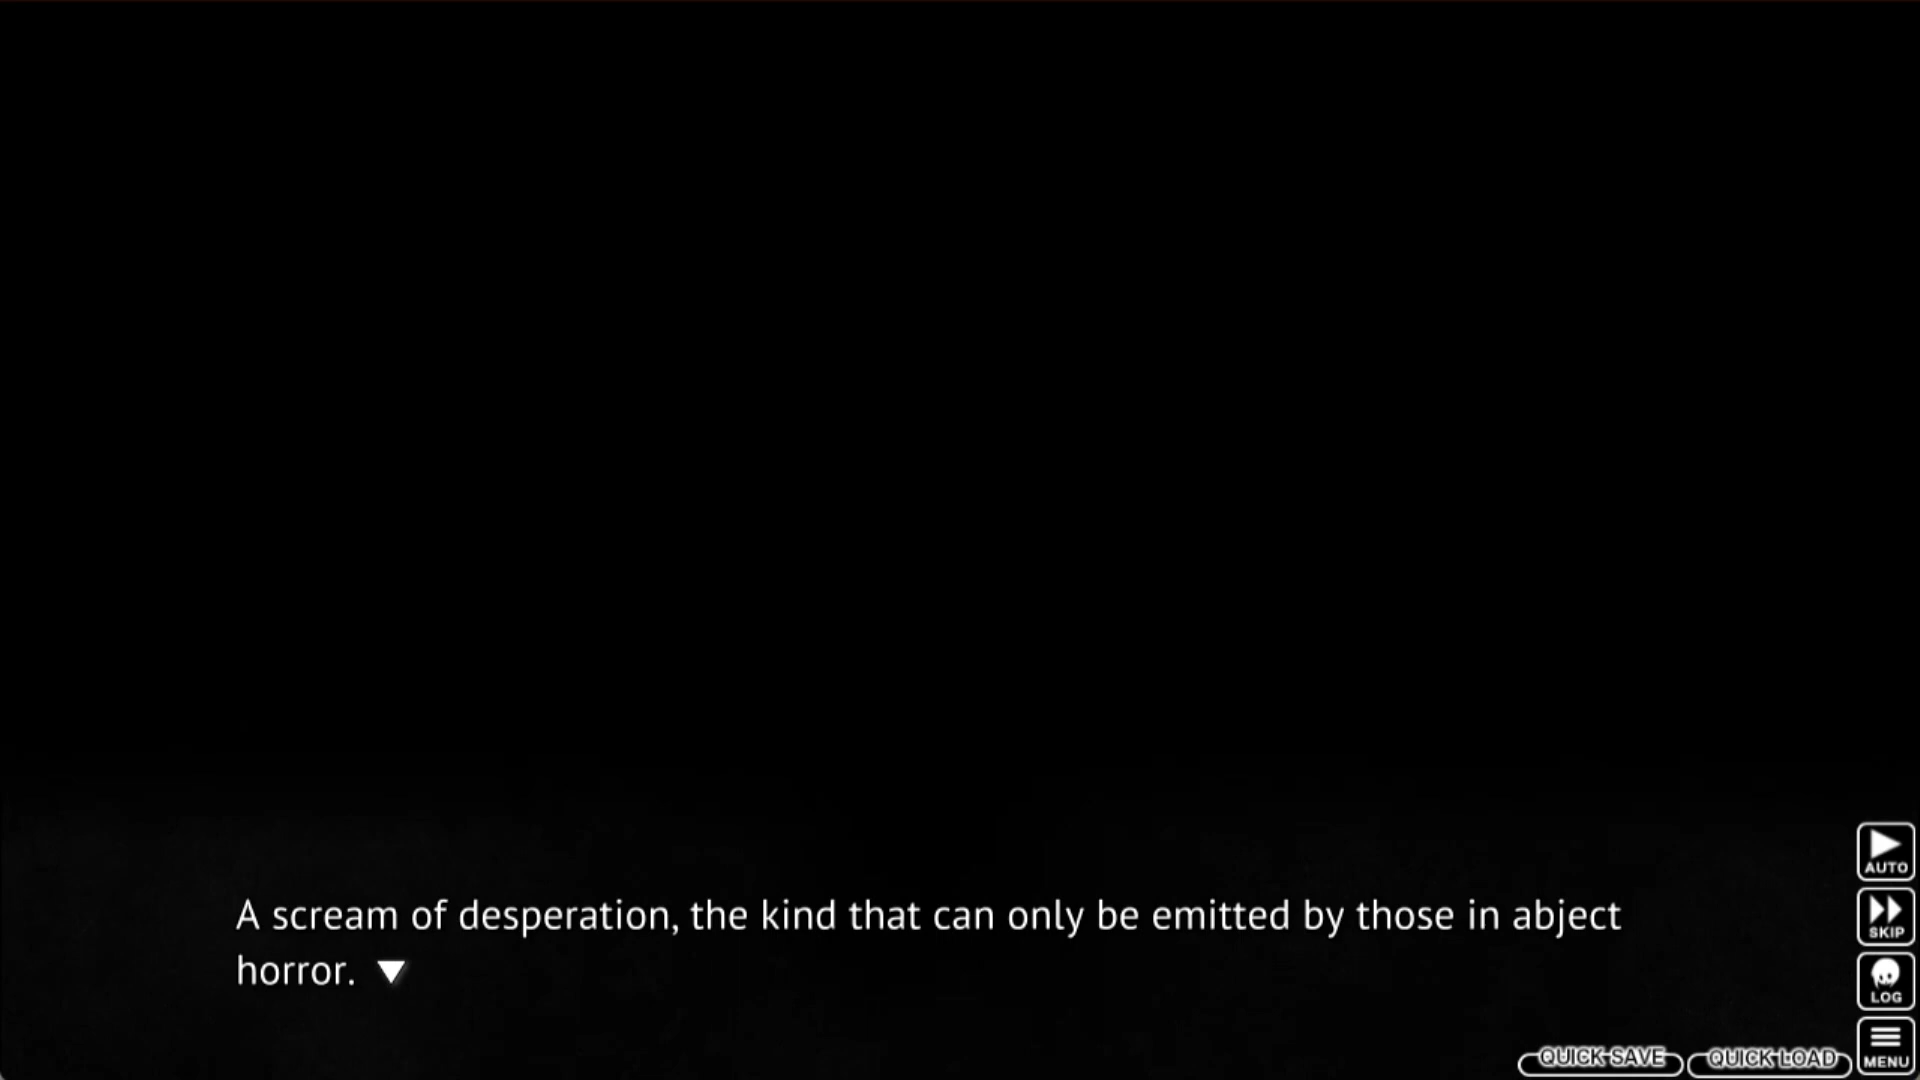 A scream of desperation, the kind that can only be emitted by those in abject
horror.
AUTO
SKIP
LOG
MENU
QUICK SAVE
QUICK LOAD